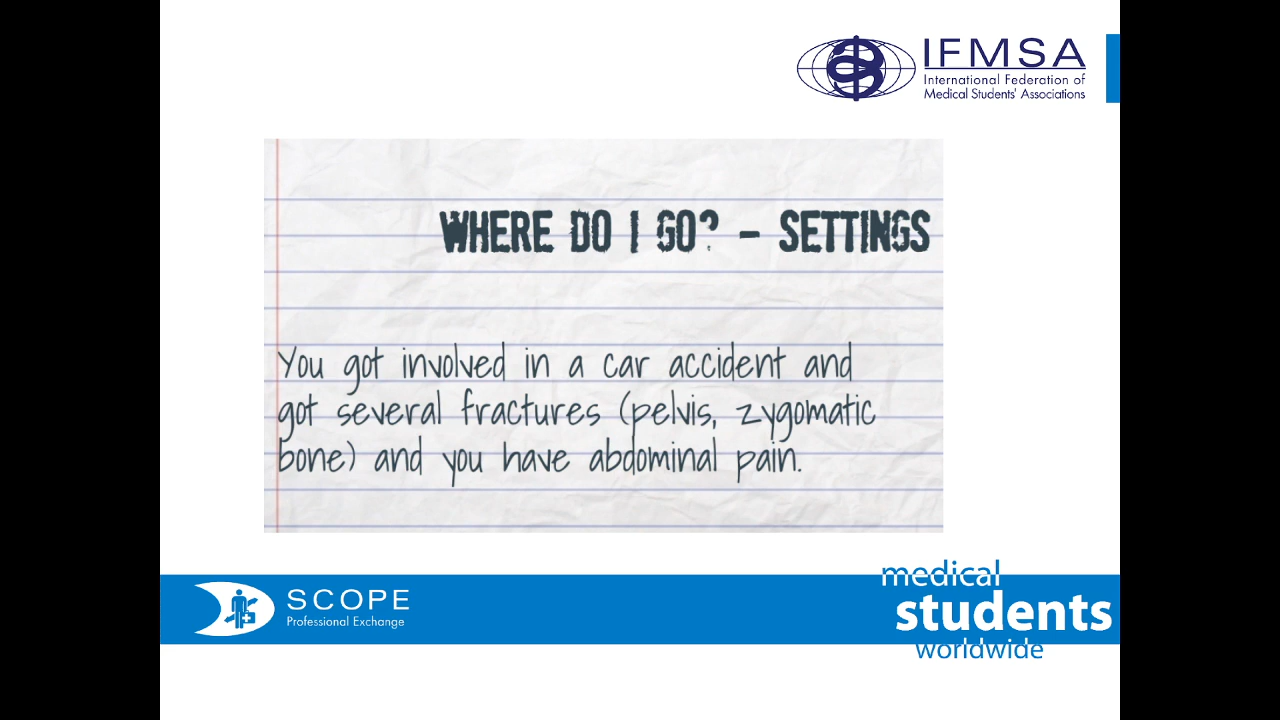 IFMSA
International Federation of
Medical Students' Associations
WHERE DO I GO? - SETTINGS
You got involved in a car accident and
got several fractures (pelvis, zygomatic
bone) and you have abdominal pain.
SCOPE
Professional Exchange
medical
students
worldwide